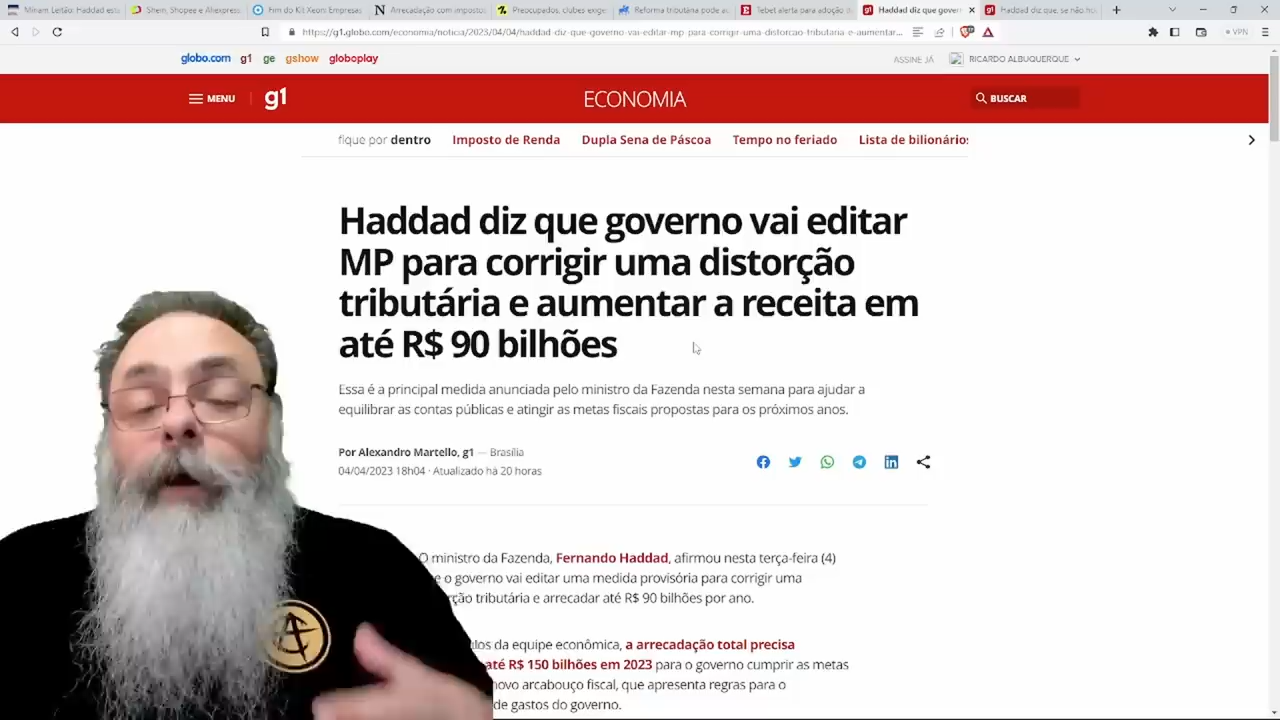 Miriam Leitão: Haddad esta
Shein, Shopee e Aliexpress
Fim do Kit Xeon? Empresas
Arrecadação com impostos
Preocupados, clubes exige
Reforma tributária pode au
Tebet alerta para adoção d
Haddad diz que gover
Haddad diz que, se não ho
https://g1.globo.com/economia/noticia/2023/04/04/haddad-diz-que-governo-vai-editar-mp-para-corrigir-uma-distorcao-tributaria-e-aumentar...
VPN
globo.com g1 ge gshow globoplay
ASSINE JÁ RICARDO ALBUQUERQUE
MENU g1 ECONOMIA BUSCAR
fique por dentro Imposto de Renda Dupla Sena de Páscoa Tempo no feriado Lista de bilionários
Haddad diz que governo vai editar
MP para corrigir uma distorção
tributária e aumentar a receita em
até R$ 90 bilhões
Essa é a principal medida anunciada pelo ministro da Fazenda nesta semana para ajudar a
equilibrar as contas públicas e atingir as metas fiscais propostas para os próximos anos.
Por Alexandro Martello, g1 — Brasília
04/04/2023 18h04 · Atualizado há 20 horas
O ministro da Fazenda, Fernando Haddad, afirmou nesta terça-feira (4)
e o governo vai editar uma medida provisória para corrigir uma
rção tributária e arrecadar até R$ 90 bilhões por ano.
los da equipe econômica, a arrecadação total precisa
até R$ 150 bilhões em 2023 para o governo cumprir as metas
novo arcabouço fiscal, que apresenta regras para o
de gastos do governo.